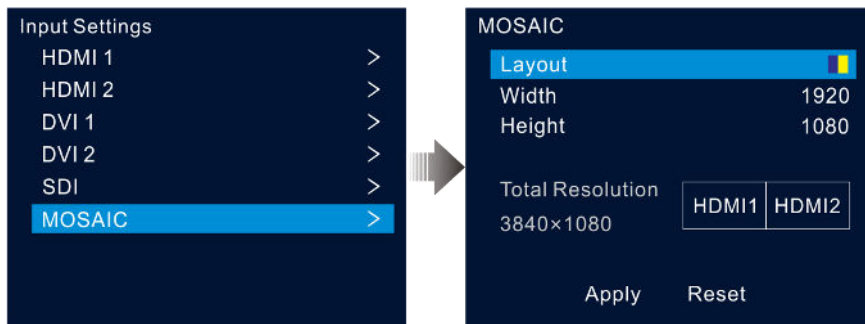 Input Settings
HDMI 1 >
HDMI 2 >
DVI 1 >
DVI 2 >
SDI >
MOSAIC >
MOSAIC
Layout
Width 1920
Height 1080
Total Resolution
3840×1080
HDMI1 HDMI2
Apply Reset